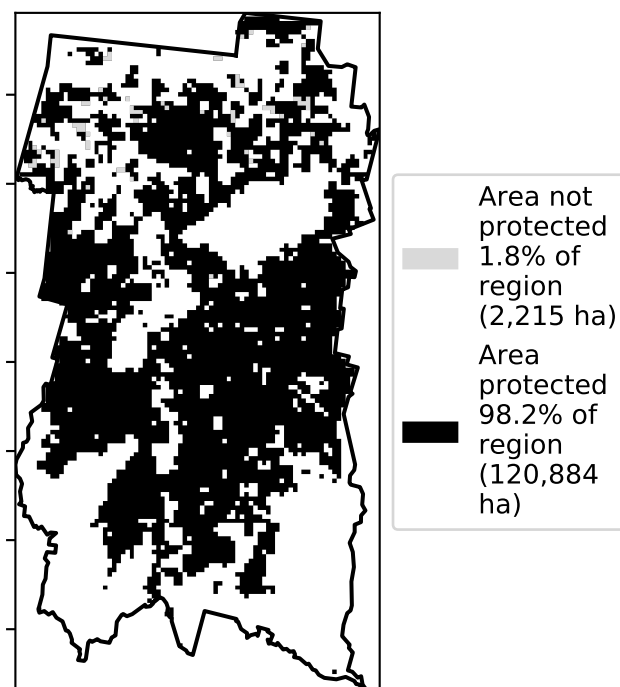 Area not
protected
1.8% of
region
(2,215 ha)
Area
protected
98.2% of
region
(120,884
ha)